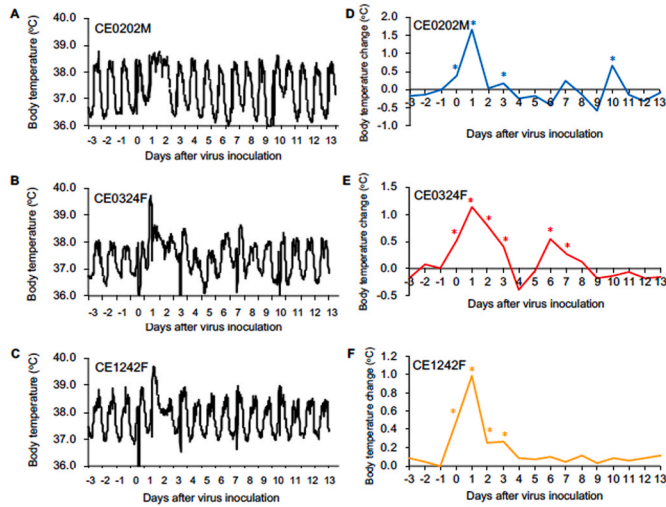 A
CE0202M
Body temperature (°C)
40.0
39.0
38.0
37.0
36.0
-3 -2 -1 0 1 2 3 4 5 6 7 8 9 10 11 12 13
Days after virus inoculation
D
CE0202M
Body temperature change (°C)
2.0
1.5
1.0
0.5
0.0
-0.5
-1.0
-3 -2 -1 0 1 2 3 4 5 6 7 8 9 10 11 12 13
Days after virus inoculation
B
CE0324F
Body temperature (°C)
40.0
39.0
38.0
37.0
36.0
-3 -2 -1 0 1 2 3 4 5 6 7 8 9 10 11 12 13
Days after virus inoculation
E
CE0324F
Body temperature change (°C)
1.5
1.0
0.5
0.0
-0.5
-3 -2 -1 0 1 2 3 4 5 6 7 8 9 10 11 12 13
Days after virus inoculation
C
CE1242F
Body temperature (°C)
40.0
39.0
38.0
37.0
36.0
-3 -2 -1 0 1 2 3 4 5 6 7 8 9 10 11 12 13
Days after virus inoculation
F
CE1242F
Body temperature change (°C)
1.2
1.0
0.8
0.6
0.4
0.2
0.0
-3 -2 -1 0 1 2 3 4 5 6 7 8 9 10 11 12 13
Days after virus inoculation